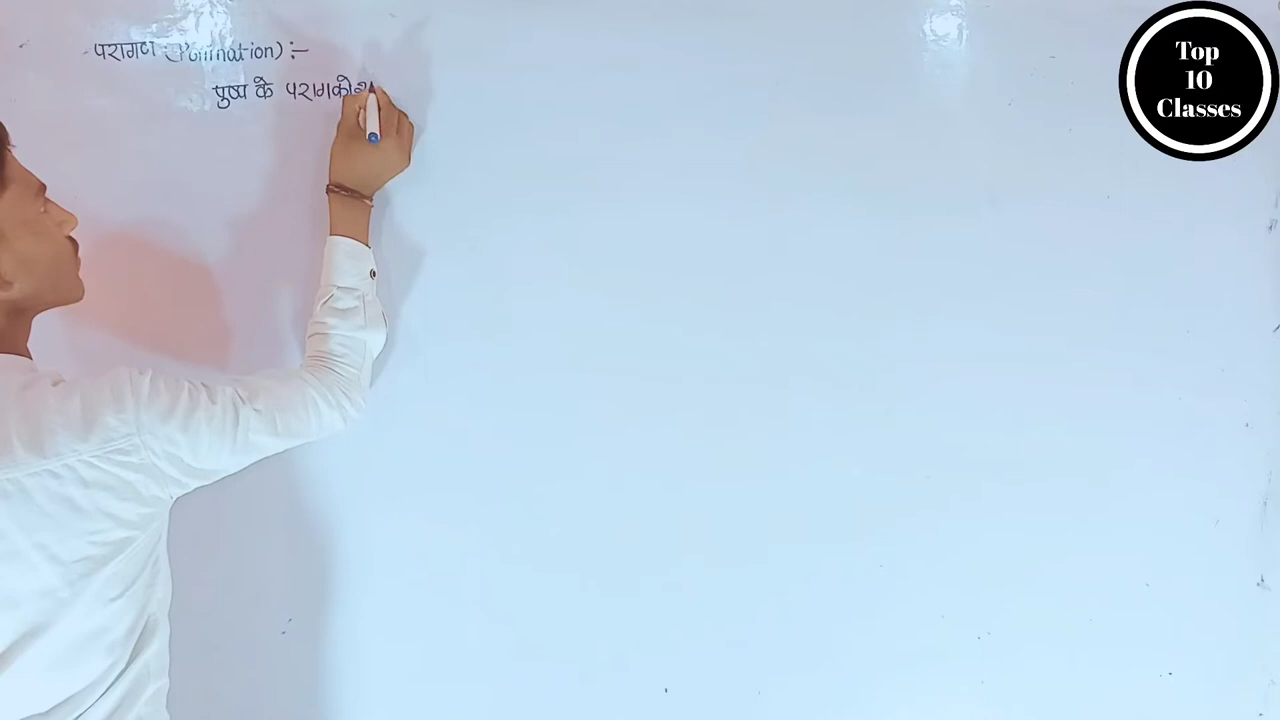 परागण (Pollination) :-
पुष्प के परागकोश
Top
10
Classes